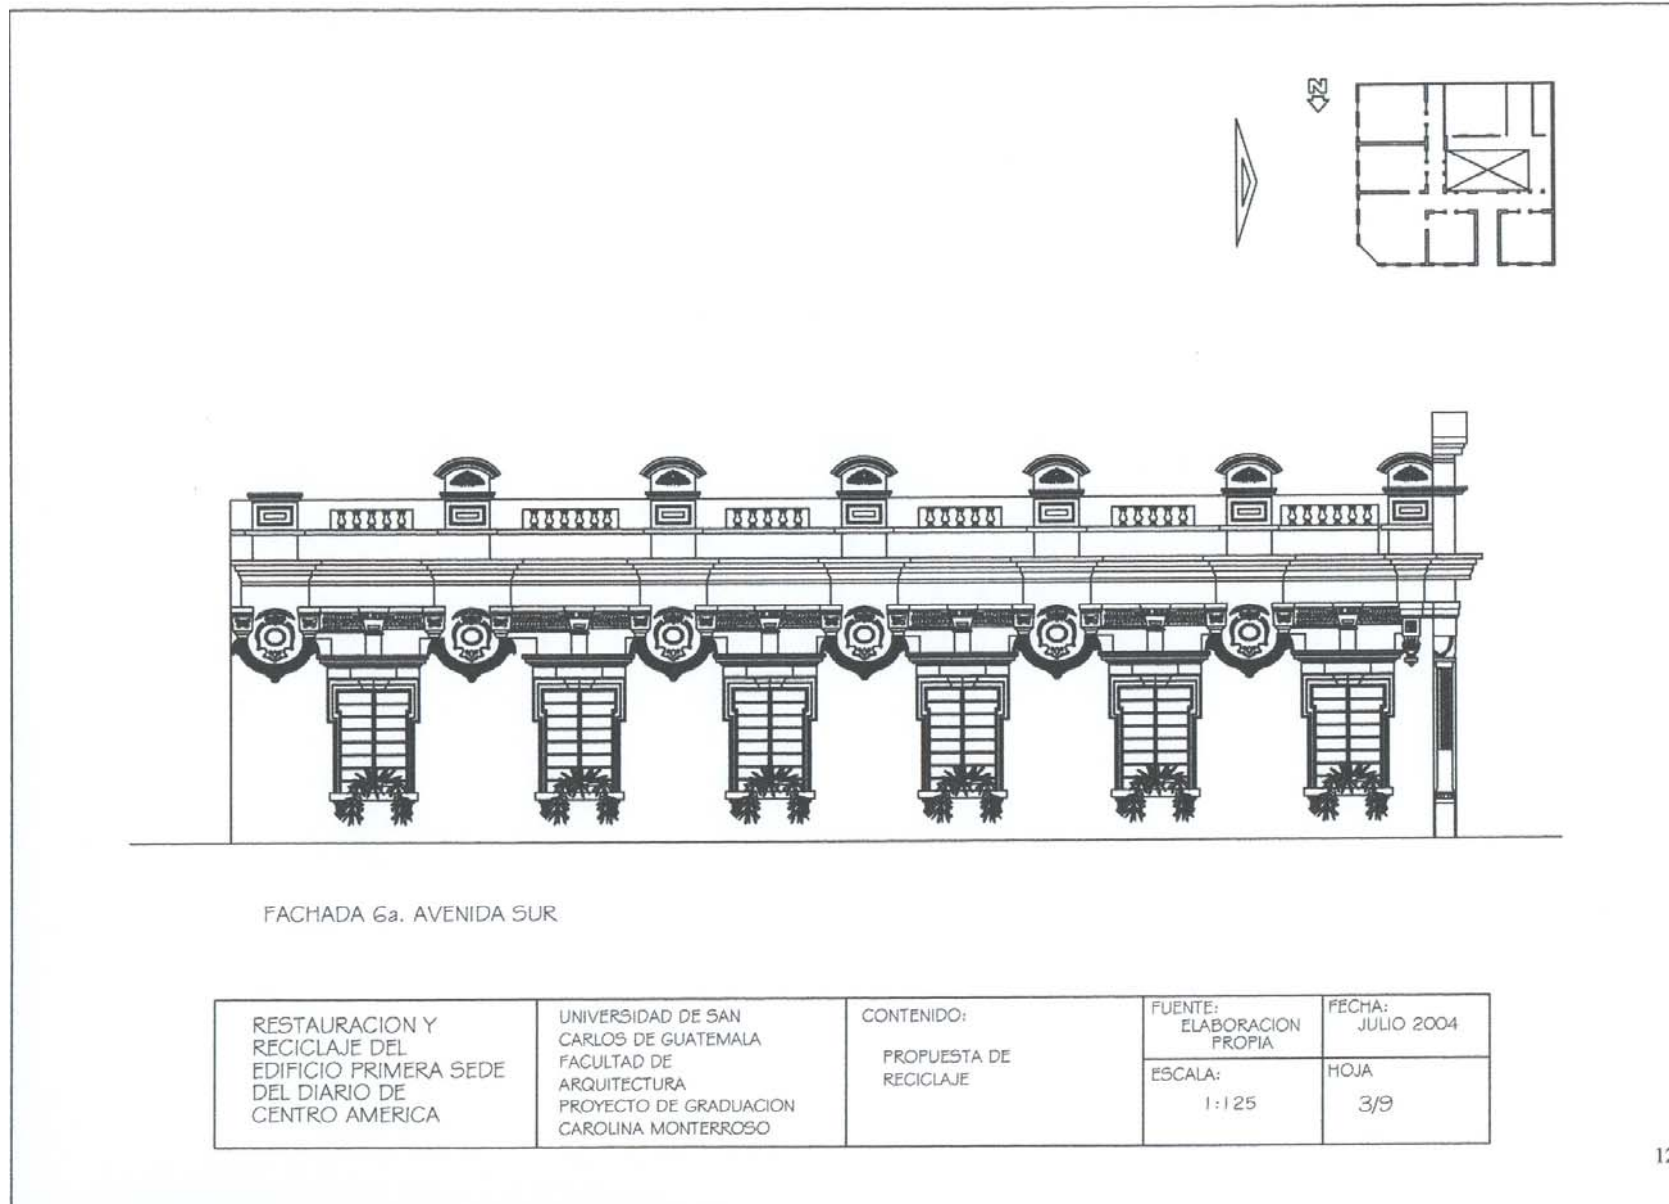 N
FACHADA 6a. AVENIDA SUR
RESTAURACION Y
RECICLAJE DEL
EDIFICIO PRIMERA SEDE
DEL DIARIO DE
CENTRO AMERICA
UNIVERSIDAD DE SAN
CARLOS DE GUATEMALA
FACULTAD DE
ARQUITECTURA
PROYECTO DE GRADUACION
CAROLINA MONTERROSO
CONTENIDO:
PROPUESTA DE
RECICLAJE
FUENTE:
ELABORACION
PROPIA
FECHA:
JULIO 2004
ESCALA:
1:125
HOJA
3/9